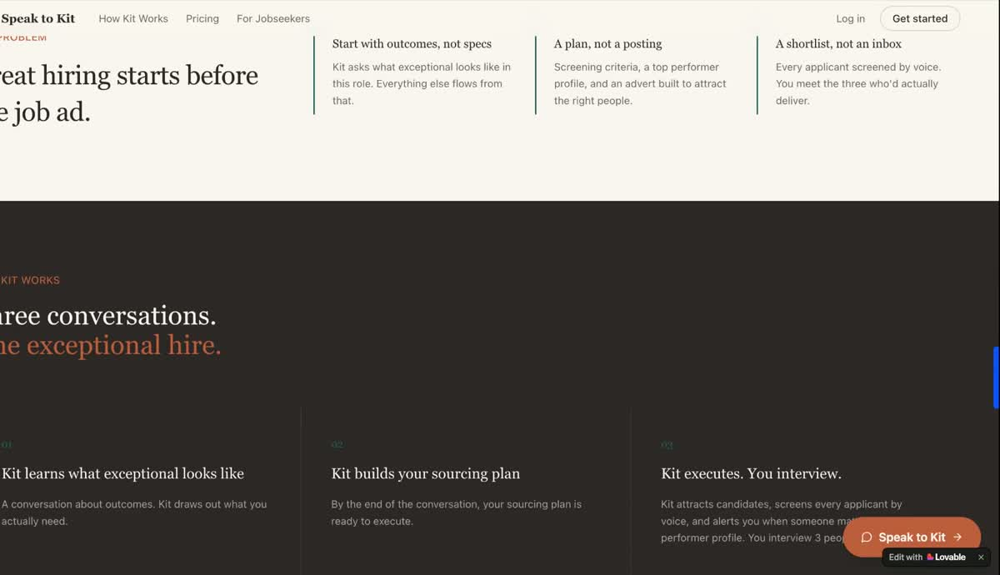 Speak to Kit How Kit Works Pricing For Jobseekers Log in Get started
PROBLEM
reat hiring starts before
e job ad.
Start with outcomes, not specs
Kit asks what exceptional looks like in
this role. Everything else flows from
that.
A plan, not a posting
Screening criteria, a top performer
profile, and an advert built to attract
the right people.
A shortlist, not an inbox
Every applicant screened by voice.
You meet the three who'd actually
deliver.
KIT WORKS
ree conversations.
e exceptional hire.
01
Kit learns what exceptional looks like
A conversation about outcomes. Kit draws out what you
actually need.
02
Kit builds your sourcing plan
By the end of the conversation, your sourcing plan is
ready to execute.
03
Kit executes. You interview.
Kit attracts candidates, screens every applicant by
voice, and alerts you when someone
performer profile. You interview 3
Speak to Kit →
Edit with Lovable ×